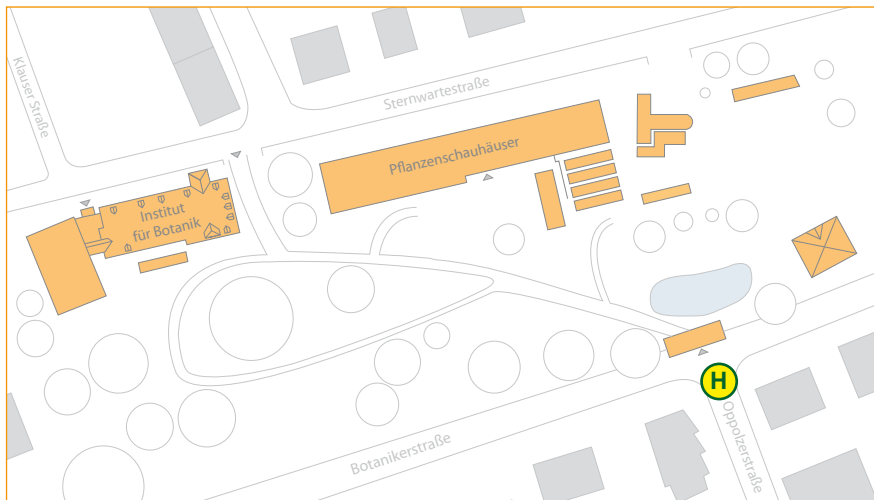 Klauser Straße
Sternwartestraße
Pflanzenschauhäuser
Institut
für Botanik
H
Botanikerstraße
Oppolzerstraße